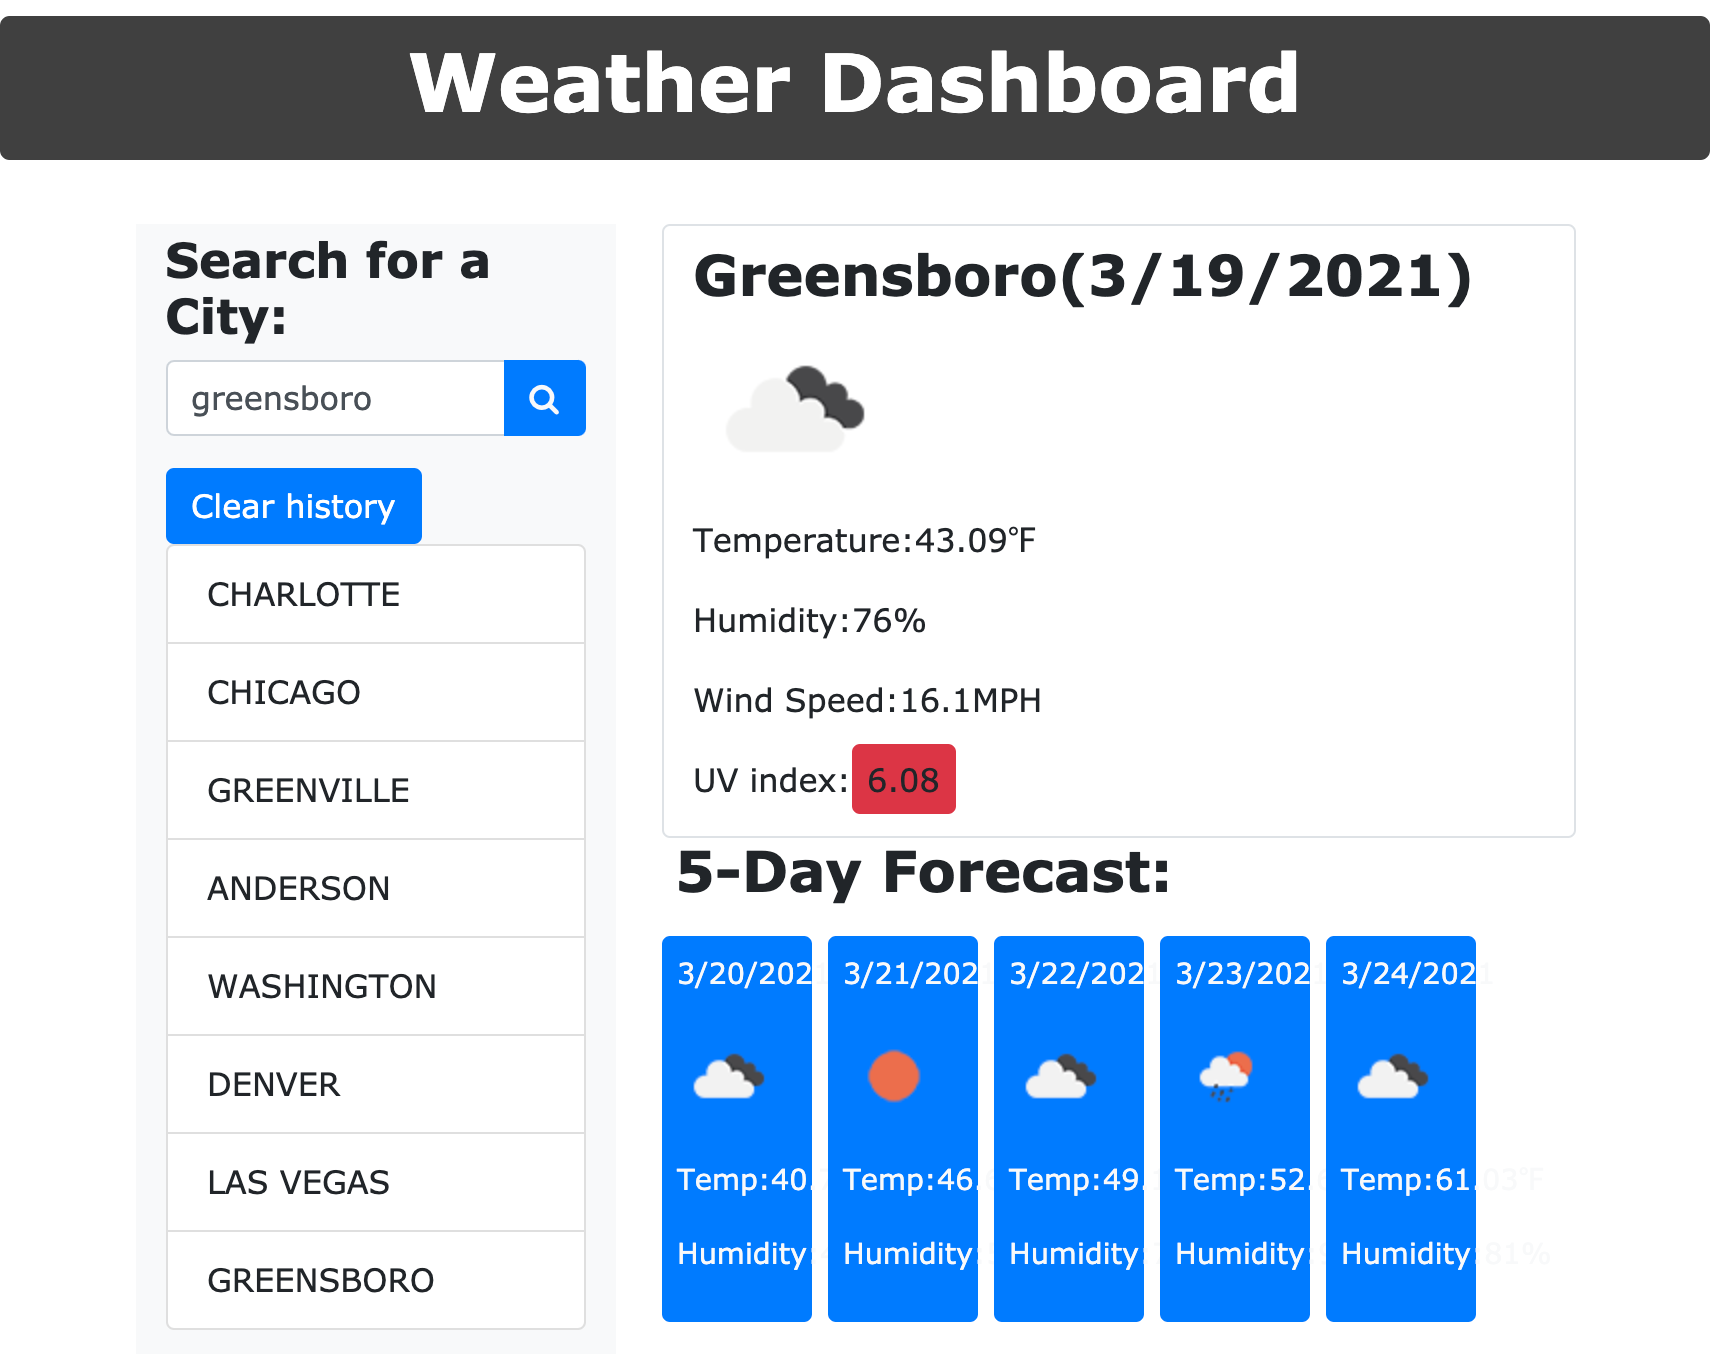 Weather Dashboard
Search for a
City:
greensboro
Clear history
CHARLOTTE
CHICAGO
GREENVILLE
ANDERSON
WASHINGTON
DENVER
LAS VEGAS
GREENSBORO
Greensboro(3/19/2021)
Temperature:43.09°F
Humidity:76%
Wind Speed:16.1MPH
UV index: 6.08
5-Day Forecast:
3/20/2021
Temp:40.
Humidity:
3/21/2021
Temp:46.
Humidity:
3/22/2021
Temp:49.
Humidity:
3/23/2021
Temp:52.
Humidity:
3/24/2021
Temp:61.03°F
Humidity:81%